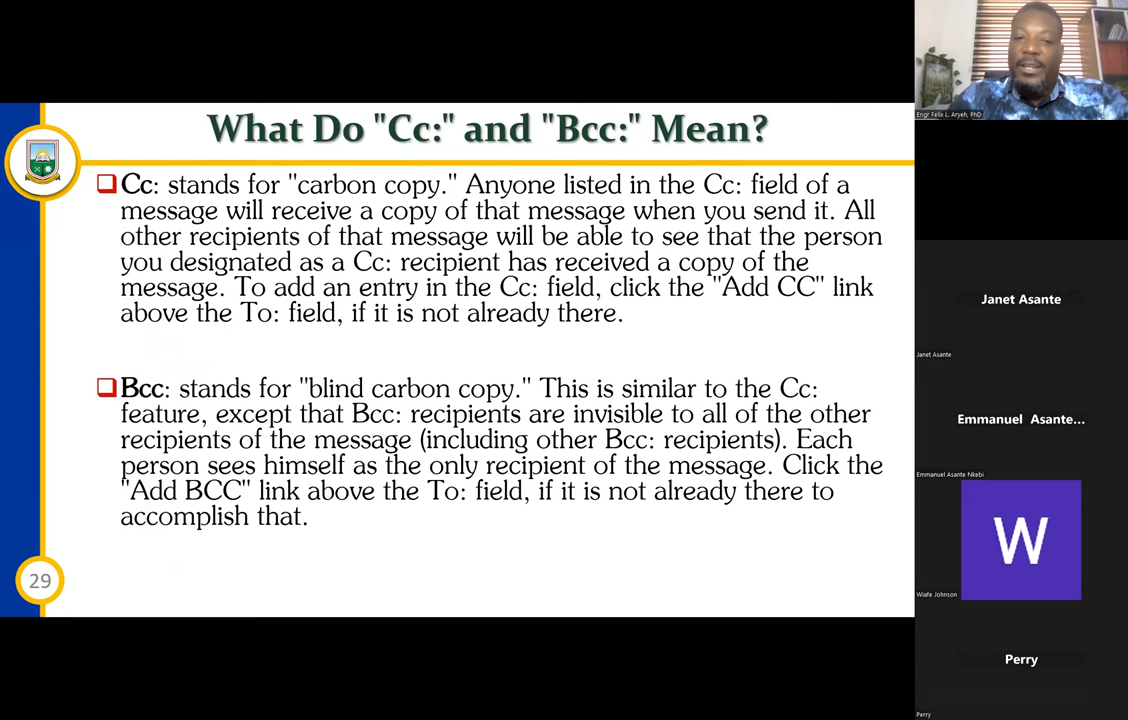 What Do "Cc:" and "Bcc:" Mean?
Cc: stands for "carbon copy." Anyone listed in the Cc: field of a
message will receive a copy of that message when you send it. All
other recipients of that message will be able to see that the person
you designated as a Cc: recipient has received a copy of the
message. To add an entry in the Cc: field, click the "Add CC" link
above the To: field, if it is not already there.
Bcc: stands for "blind carbon copy." This is similar to the Cc:
feature, except that Bcc: recipients are invisible to all of the other
recipients of the message (including other Bcc: recipients). Each
person sees himself as the only recipient of the message. Click the
"Add BCC" link above the To: field, if it is not already there to
accomplish that.
29
Engr Felix L. Aryeh, PhD
Janet Asante
Janet Asante
Emmanuel Asante...
Emmanuel Asante Nkebi
W
Wiafe Johnson
Perry
Perry